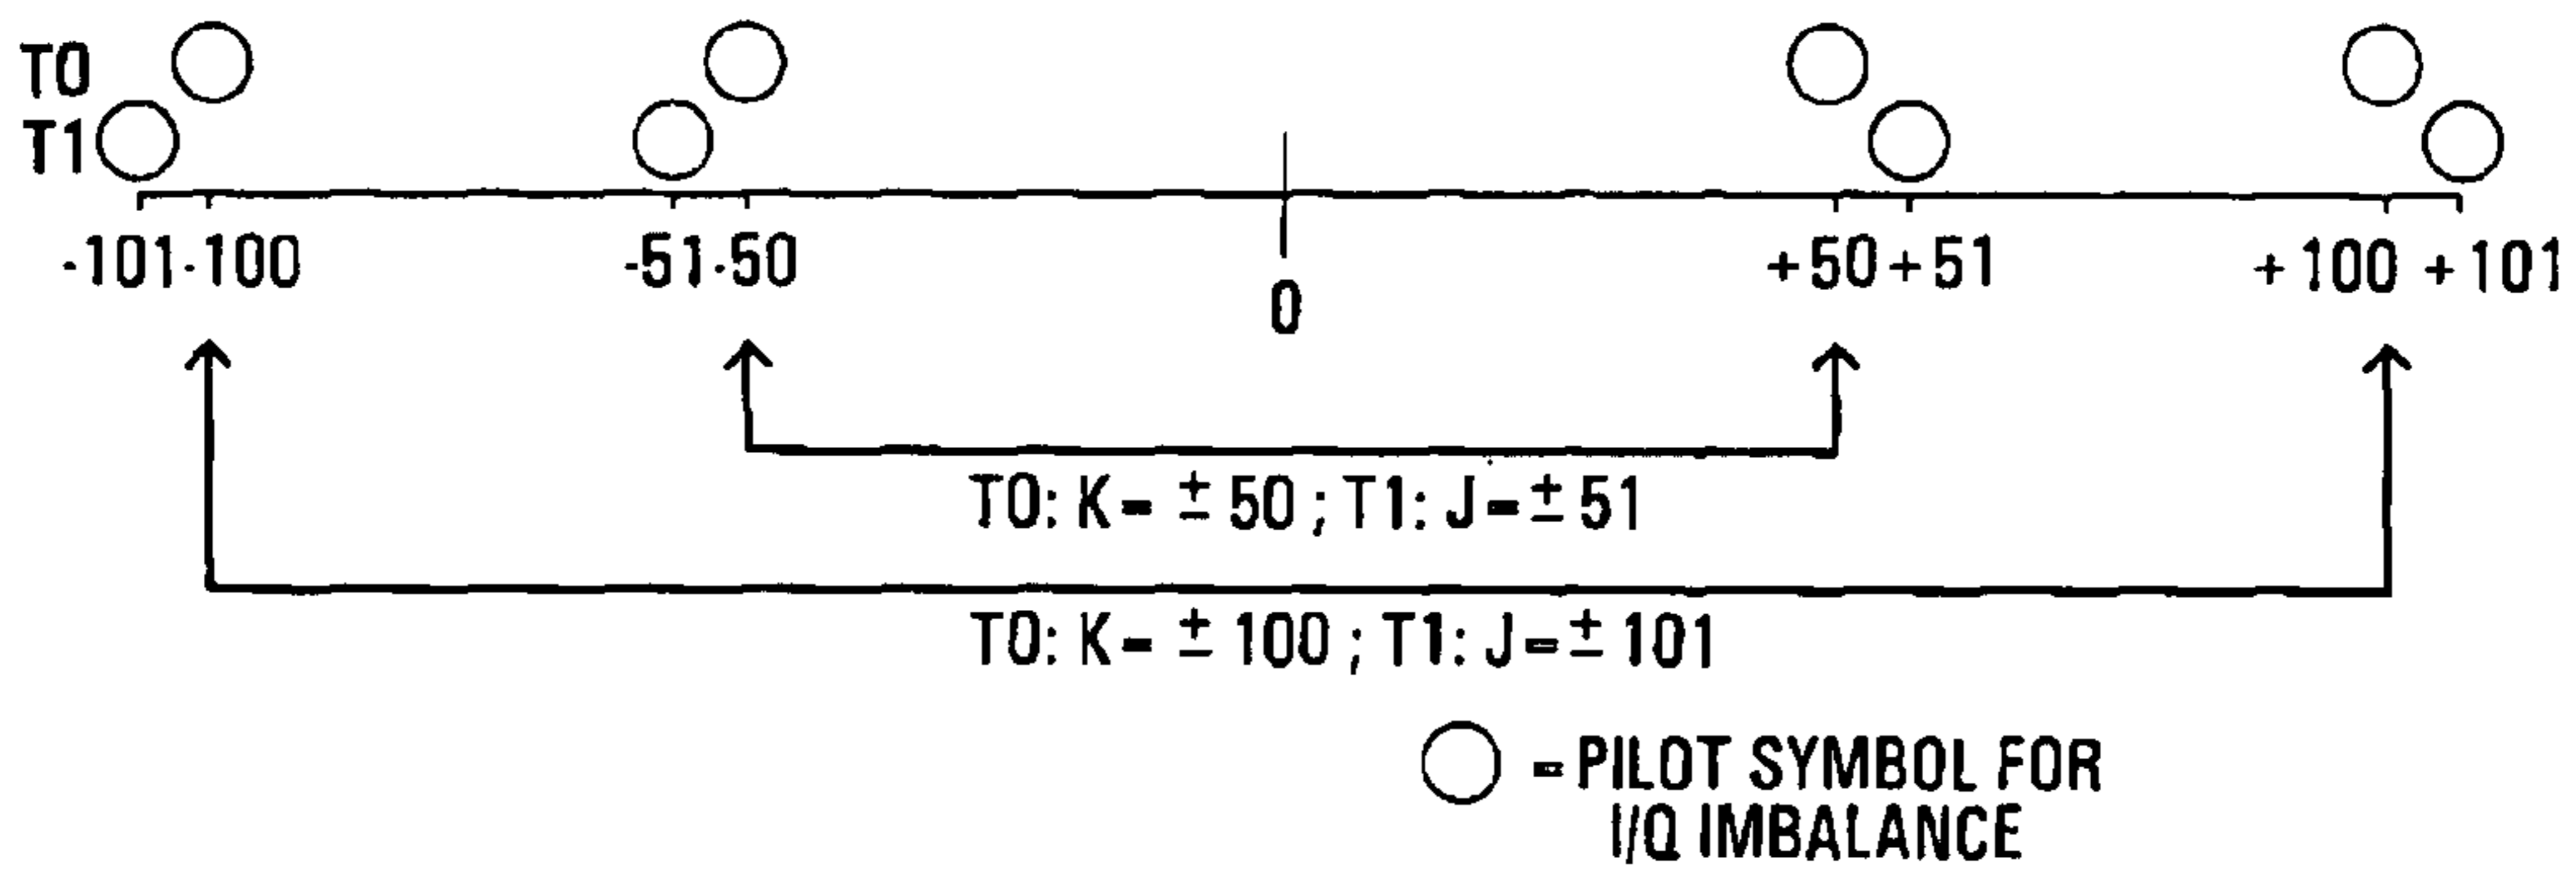 T0
T1
-101-100 -51-50 0 +50+51 +100 +101
T0: K= ± 50 ; T1: J=± 51
T0: K= ± 100 ; T1: J=± 101
= PILOT SYMBOL FOR
I/Q IMBALANCE